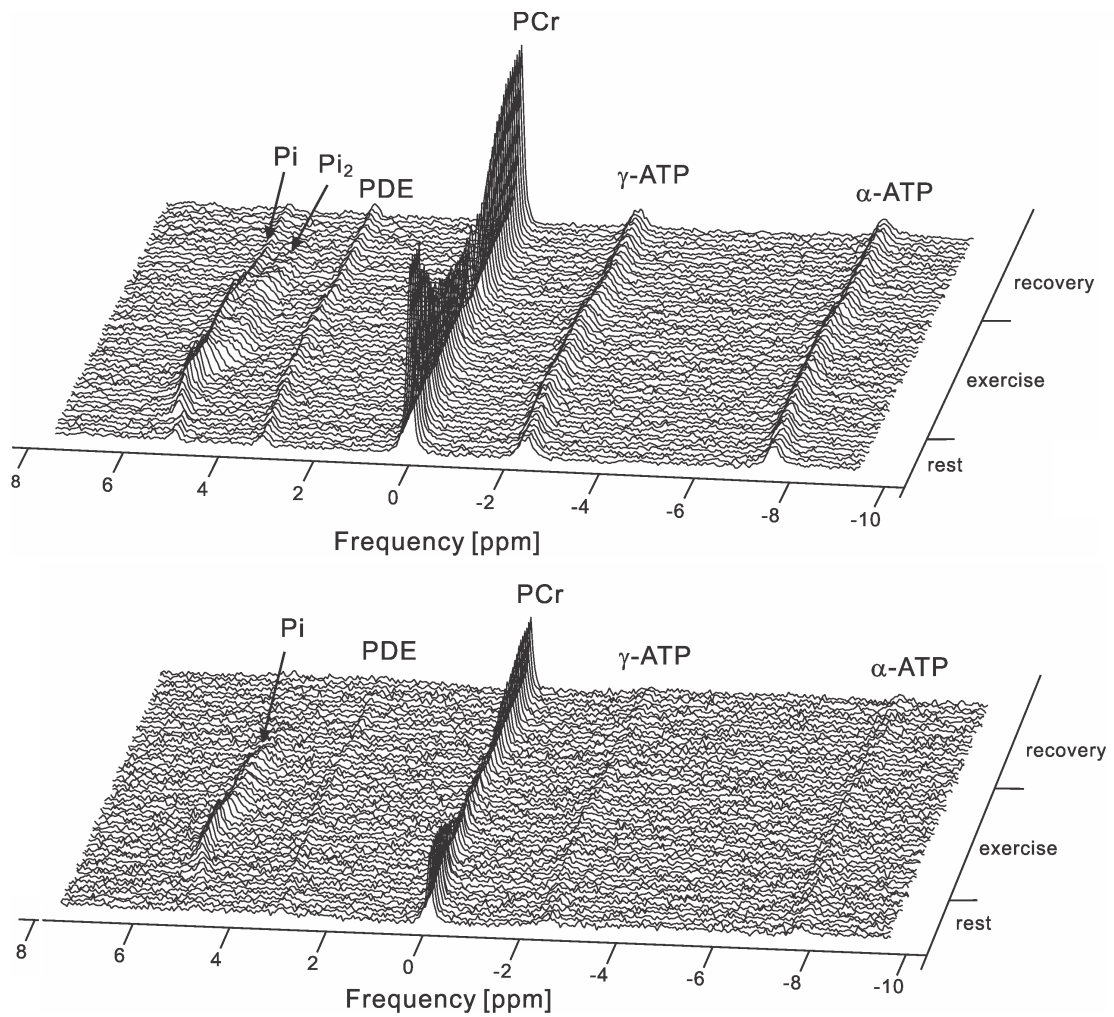 PCr
Pi
Pi₂
PDE
γ-ATP
α-ATP
recovery
exercise
rest
8 6 4 2 0 -2 -4 -6 -8 -10
Frequency [ppm]
PCr
Pi
PDE
γ-ATP
α-ATP
recovery
exercise
rest
8 6 4 2 0 -2 -4 -6 -8 -10
Frequency [ppm]